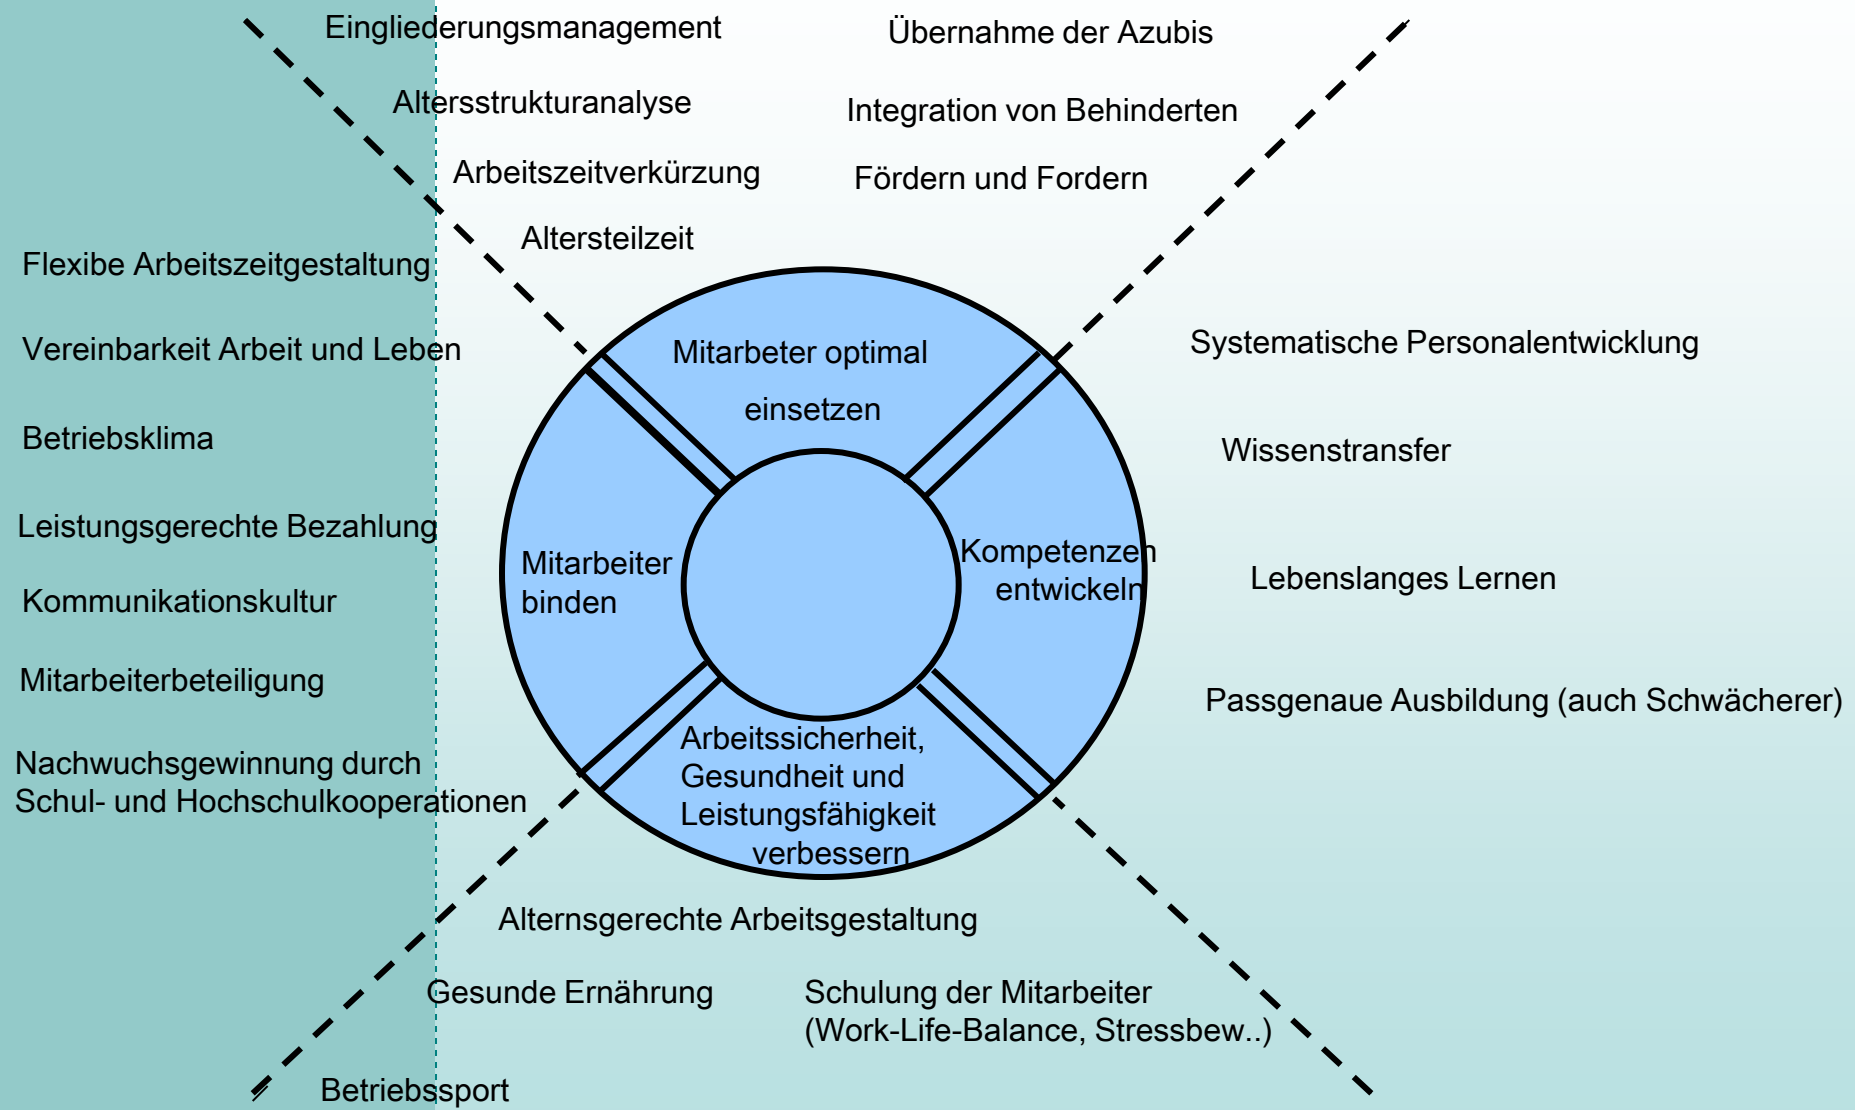 Eingliederungsmanagement
Übernahme der Azubis
Altersstrukturanalyse
Integration von Behinderten
Arbeitszeitverkürzung
Fördern und Fordern
Altersteilzeit
Flexibe Arbeitszeitgestaltung
Vereinbarkeit Arbeit und Leben
Betriebsklima
Leistungsgerechte Bezahlung
Kommunikationskultur
Mitarbeiterbeteiligung
Nachwuchsgewinnung durch
Schul- und Hochschulkooperationen
Mitarbeter optimal
einsetzen
Mitarbeiter
binden
Kompetenzen
entwickeln
Arbeitssicherheit,
Gesundheit und
Leistungsfähigkeit
verbessern
Systematische Personalentwicklung
Wissenstransfer
Lebenslanges Lernen
Passgenaue Ausbildung (auch Schwächerer)
Alternsgerechte Arbeitsgestaltung
Gesunde Ernährung
Schulung der Mitarbeiter
(Work-Life-Balance, Stressbew..)
Betriebssport